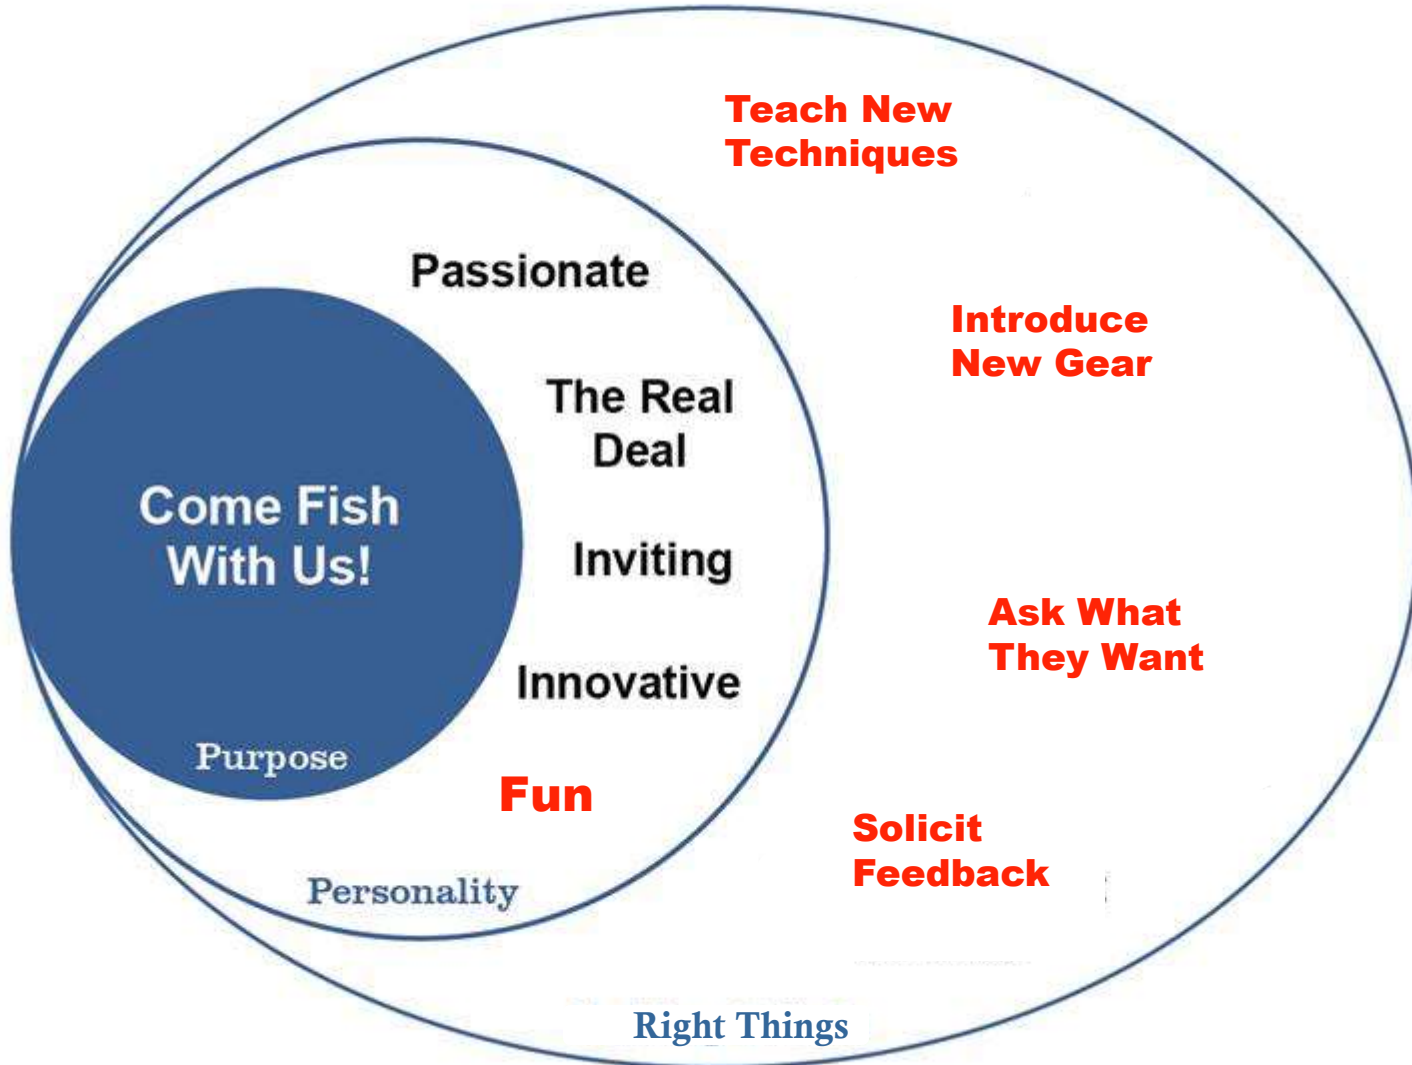 Teach New
Techniques
Passionate
Introduce
New Gear
The Real
Deal
Come Fish
With Us!
Inviting
Ask What
They Want
Innovative
Purpose
Fun
Solicit
Feedback
Personality
Right Things